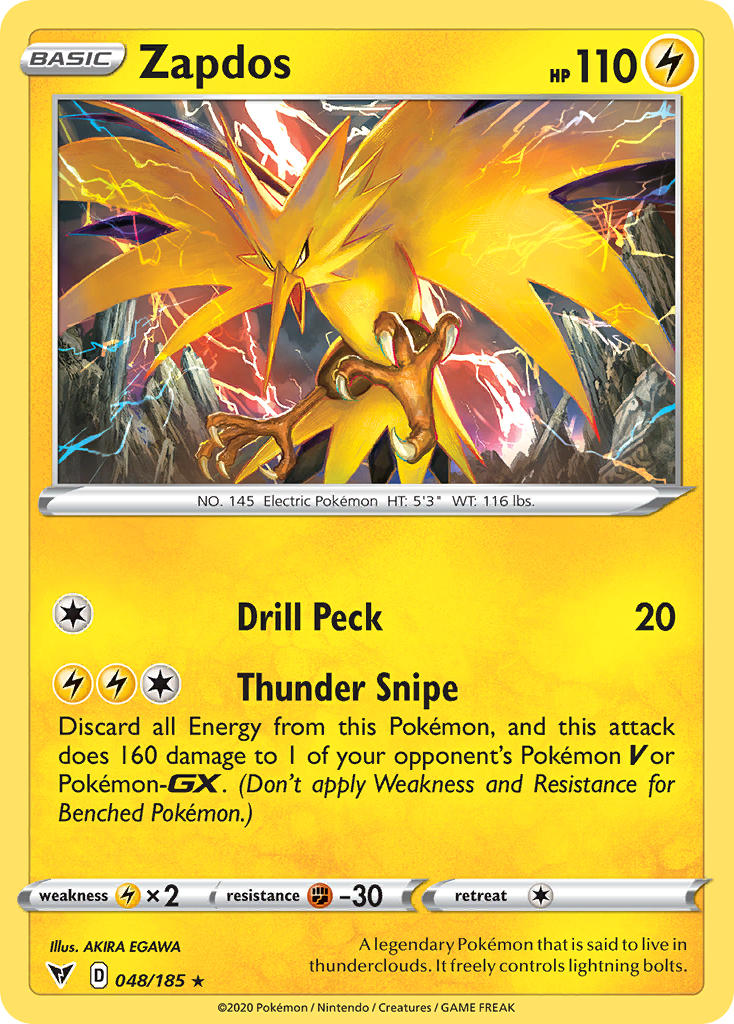 BASIC Zapdos HP 110
NO. 145 Electric Pokémon HT: 5'3" WT: 116 lbs.
Drill Peck 20
Thunder Snipe
Discard all Energy from this Pokémon, and this attack
does 160 damage to 1 of your opponent's Pokémon V or
Pokémon-GX. (Don't apply Weakness and Resistance for
Benched Pokémon.)
weakness ×2 resistance -30 retreat
Illus. AKIRA EGAWA
D 048/185 ★
A legendary Pokémon that is said to live in
thunderclouds. It freely controls lightning bolts.
©2020 Pokémon / Nintendo / Creatures / GAME FREAK